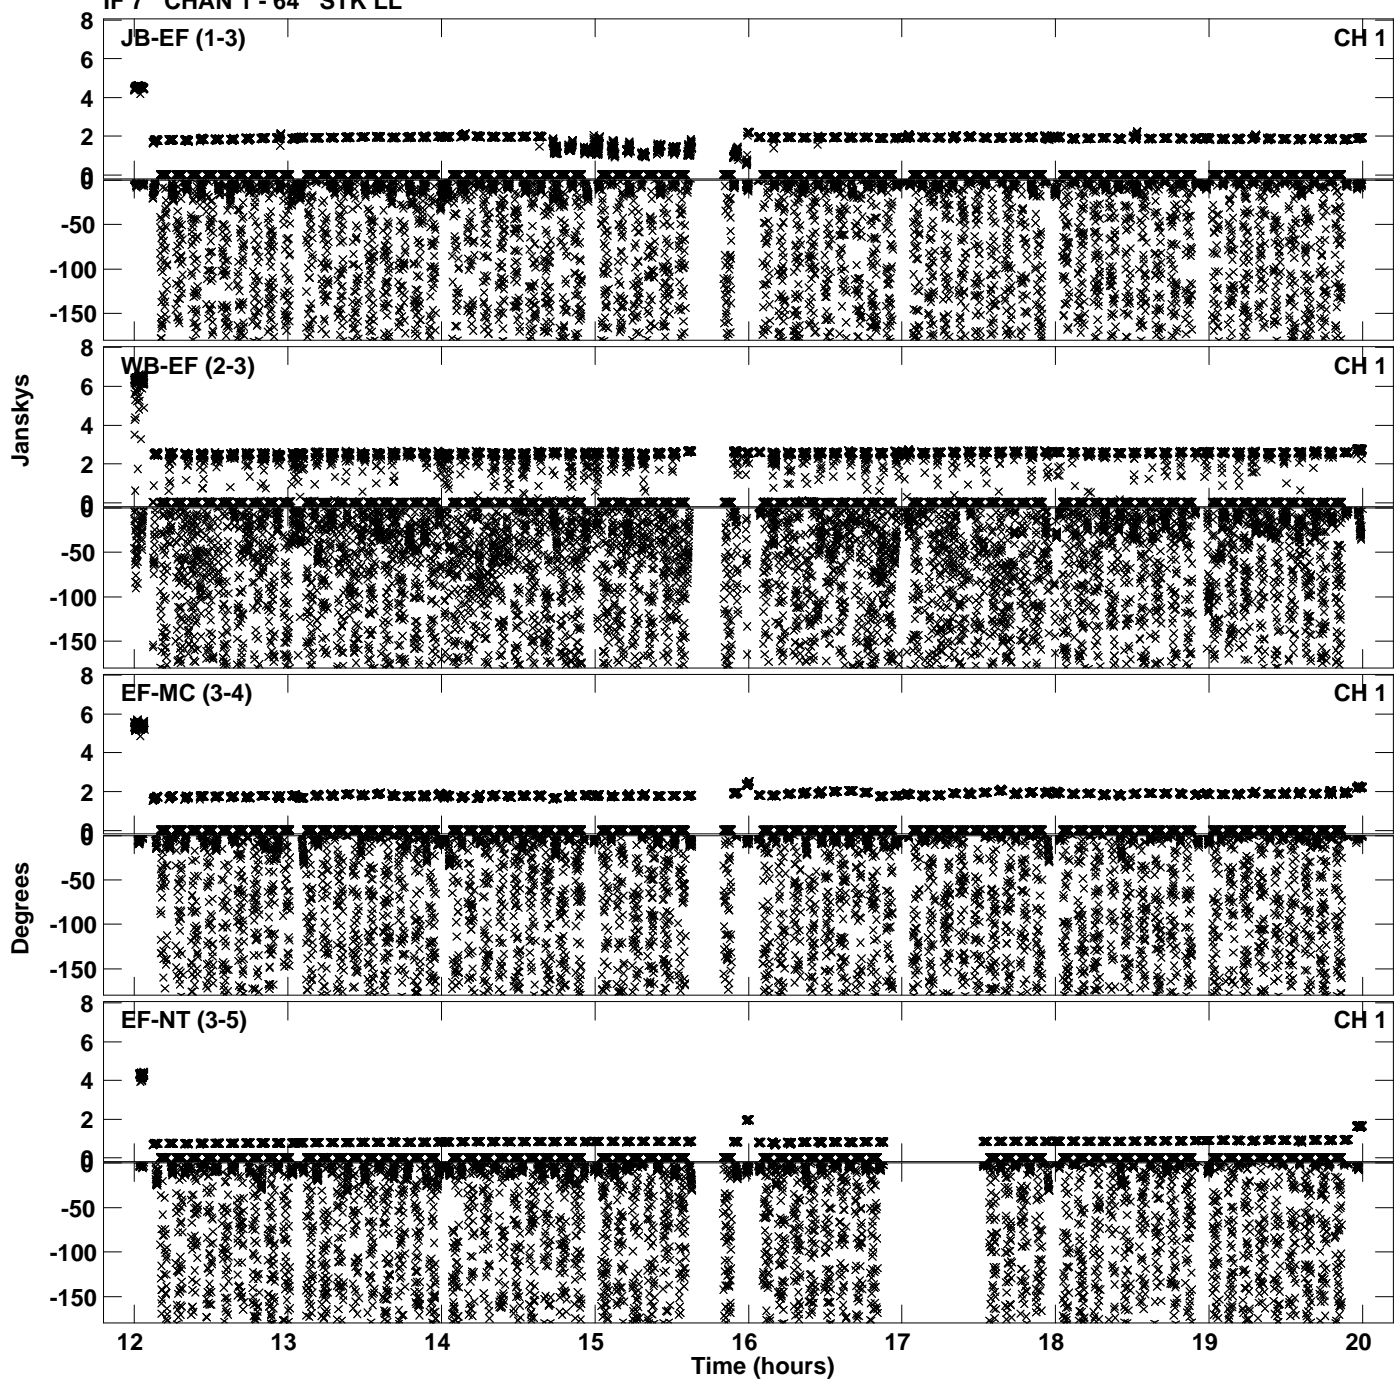 IF 7 CHAN 1 - 64 STK LL
8
JB-EF (1-3)
CH 1
6
4
2
0
0
-50
-100
-150
8
WB-EF (2-3)
CH 1
6
4
2
0
0
-50
-100
-150
Janskys
8
EF-MC (3-4)
CH 1
6
4
2
0
0
-50
-100
-150
Degrees
8
EF-NT (3-5)
CH 1
6
4
2
0
0
-50
-100
-150
12 13 14 15 16 17 18 19 20
Time (hours)